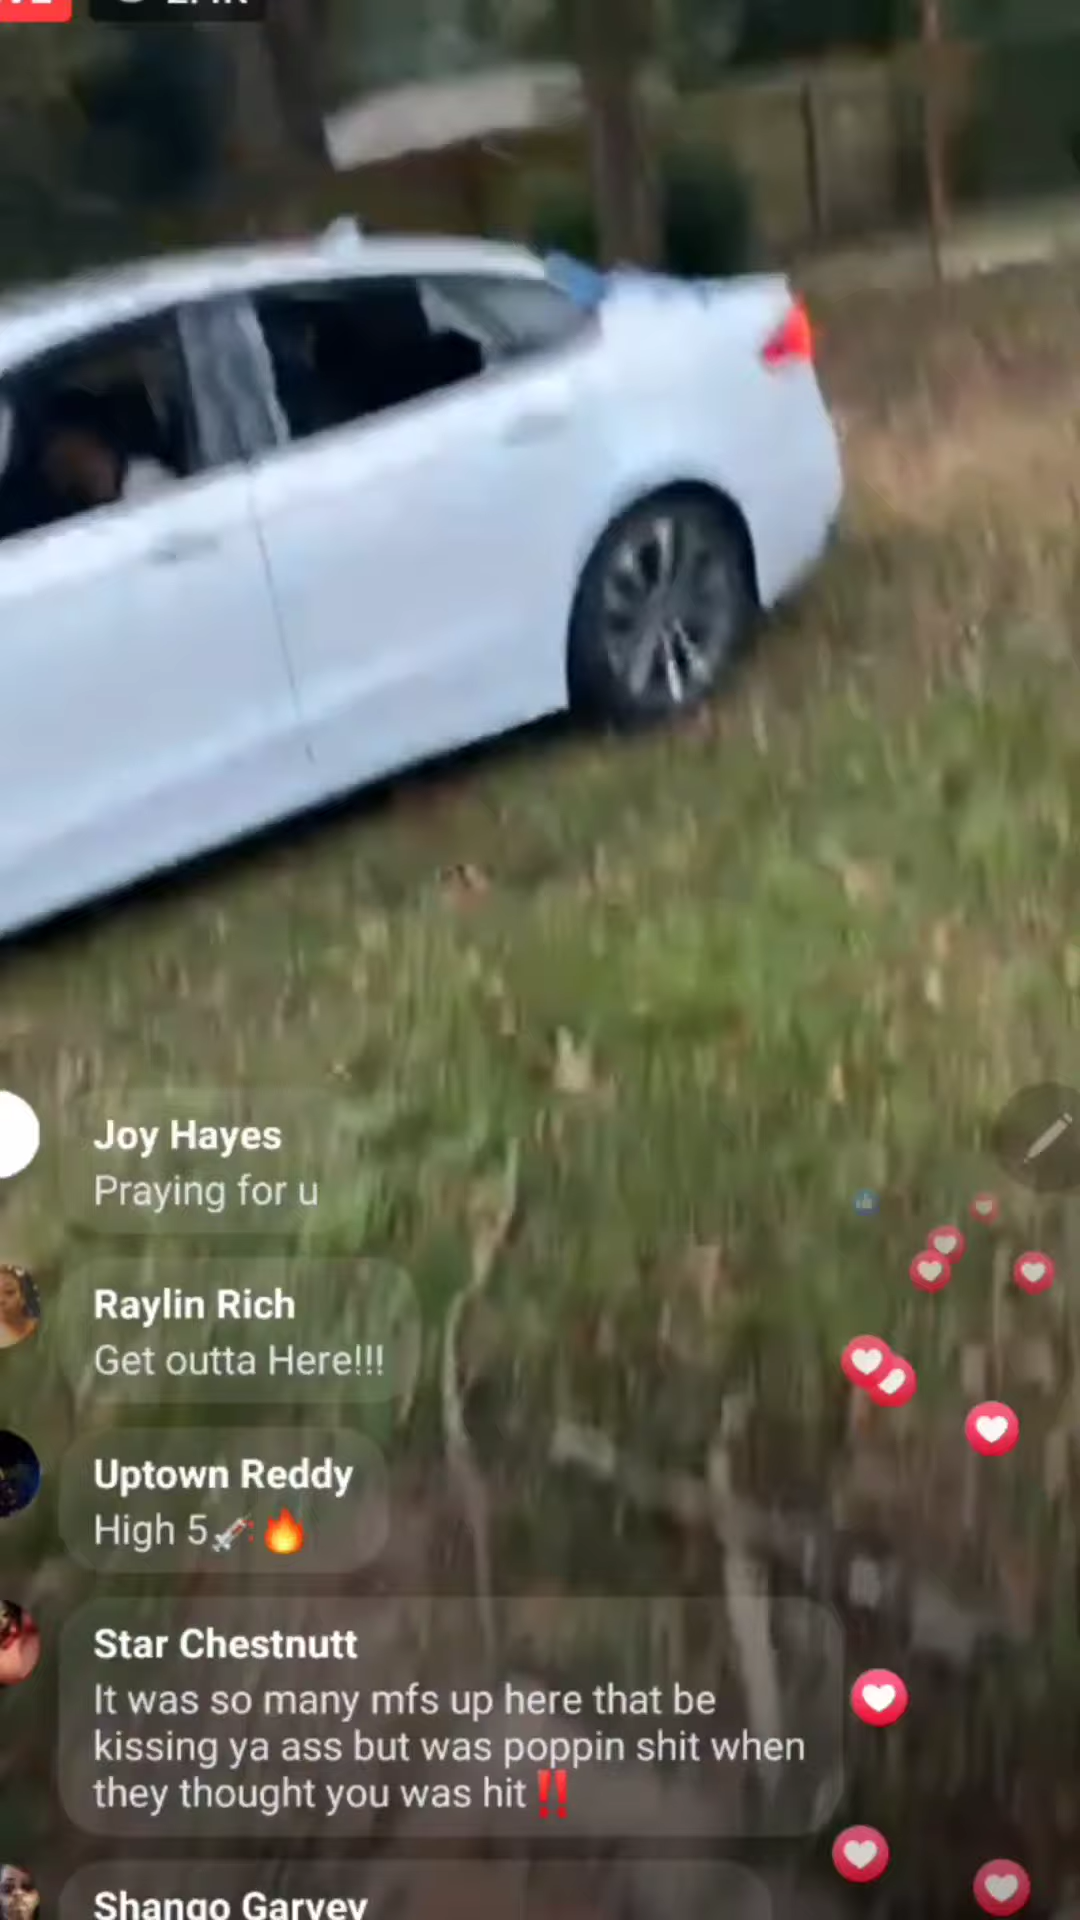 Joy Hayes
Praying for u
Raylin Rich
Get outta Here!!!
Uptown Reddy
High 5💉🔥
Star Chestnutt
It was so many mfs up here that be
kissing ya ass but was poppin shit when
they thought you was hit‼️
Shango Garvey